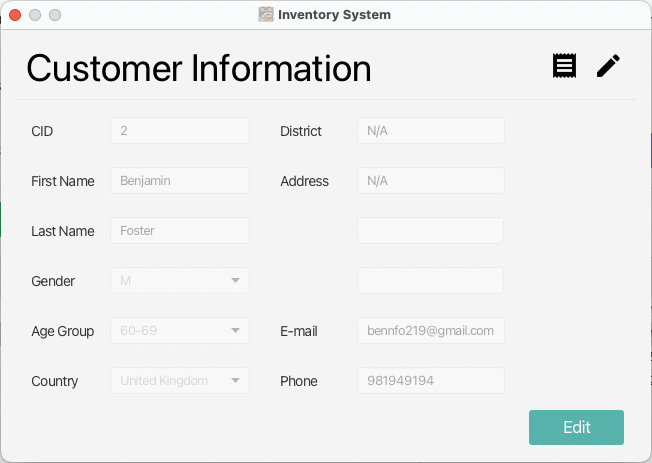 Inventory System
Customer Information
CID 2 District N/A
First Name Benjamin Address N/A
Last Name Foster
Gender M
Age Group 60-69 E-mail bennfo219@gmail.com
Country United Kingdom Phone 981949194
Edit